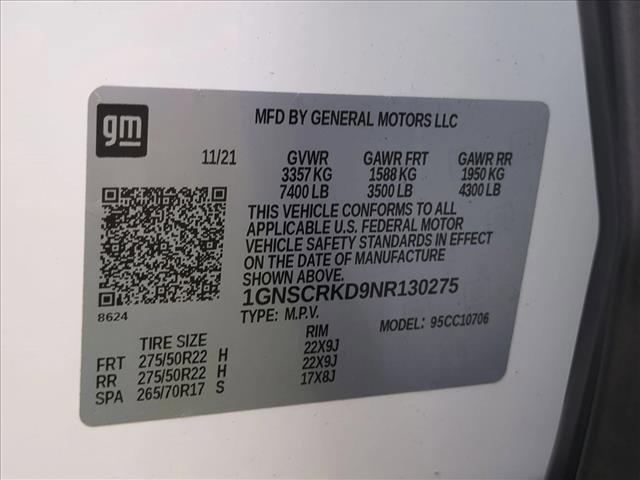 gm
MFD BY GENERAL MOTORS LLC
11/21 GVWR GAWR FRT GAWR RR
3357 KG 1588 KG 1950 KG
7400 LB 3500 LB 4300 LB
THIS VEHICLE CONFORMS TO ALL
APPLICABLE U.S. FEDERAL MOTOR
VEHICLE SAFETY STANDARDS IN EFFECT
ON THE DATE OF MANUFACTURE
SHOWN ABOVE.
1GNSCRKD9NR130275
8624
TYPE: M.P.V. MODEL: 95CC10706
TIRE SIZE RIM
FRT 275/50R22 H 22X9J
RR 275/50R22 H 22X9J
SPA 265/70R17 S 17X8J